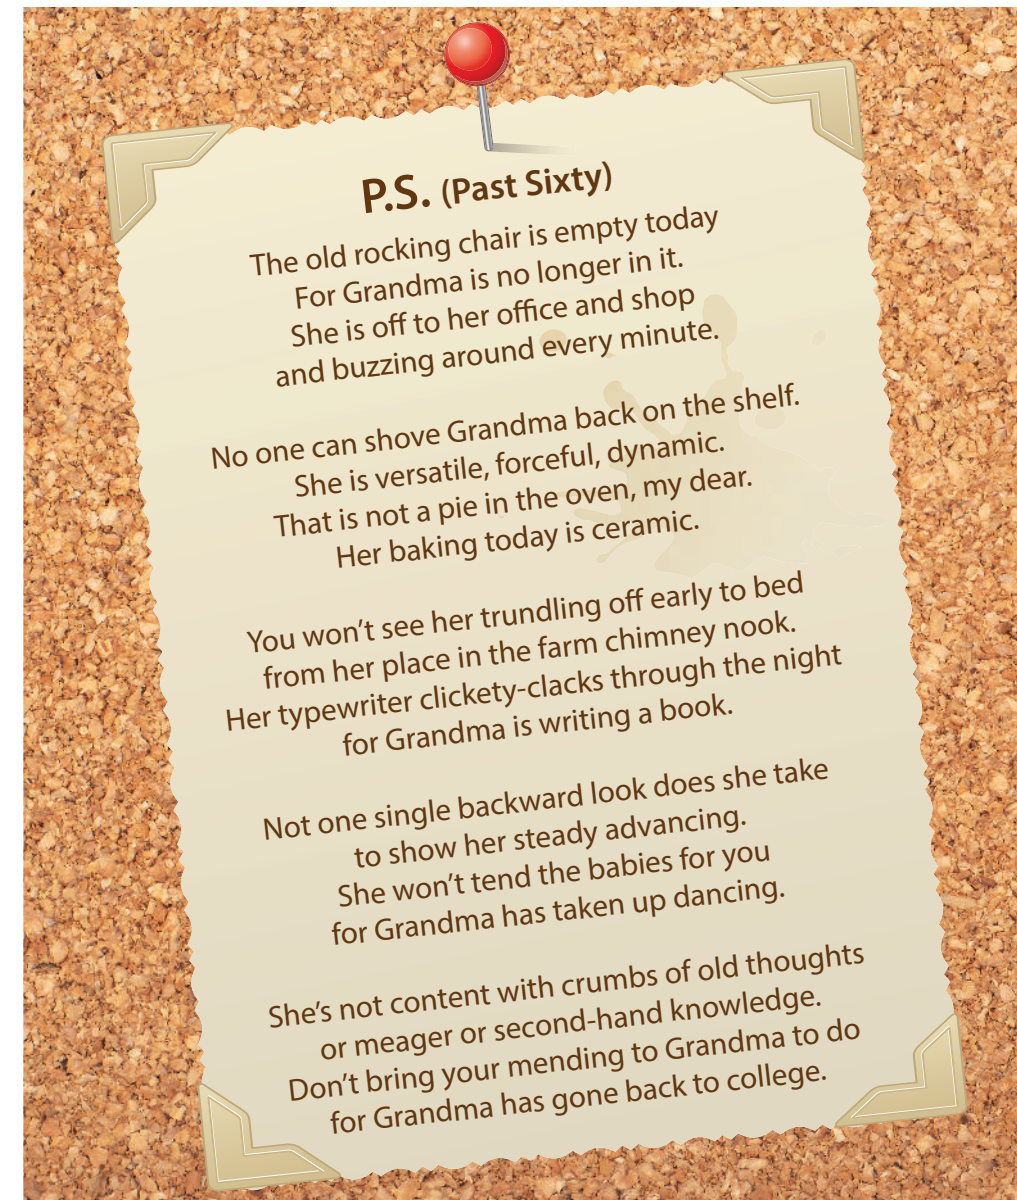 P.S. (Past Sixty)
The old rocking chair is empty today
For Grandma is no longer in it.
She is off to her office and shop
and buzzing around every minute.
No one can shove Grandma back on the shelf.
She is versatile, forceful, dynamic.
That is not a pie in the oven, my dear.
Her baking today is ceramic.
You won’t see her trundling off early to bed
from her place in the farm chimney nook.
Her typewriter clickety-clacks through the night
for Grandma is writing a book.
Not one single backward look does she take
to show her steady advancing.
She won’t tend the babies for you
for Grandma has taken up dancing.
She’s not content with crumbs of old thoughts
or meager or second-hand knowledge.
Don’t bring your mending to Grandma to do
for Grandma has gone back to college.